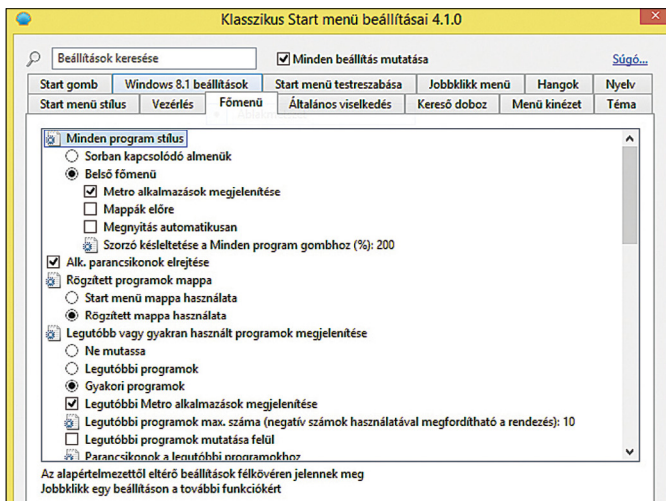 Klasszikus Start menü beállításai 4.1.0
Beállítások keresése
Minden beállítás mutatása
Súgó...
Start gomb
Windows 8.1 beállítások
Start menü testreszabása
Jobbklikk menü
Hangok
Nyelv
Start menü stílus
Vezérlés
Főmenü
Általános viselkedés
Kereső doboz
Menü kinézet
Téma
Minden program stílus
Sorban kapcsolódó almenük
Belső főmenü
Metro alkalmazások megjelenítése
Mappák előre
Megnyitás automatikusan
Szorzó késleltetése a Minden program gombhoz (%): 200
Alk. parancsikonok elrejtése
Rögzített programok mappa
Start menü mappa használata
Rögzített mappa használata
Legutóbb vagy gyakran használt programok megjelenítése
Ne mutassa
Legutóbbi programok
Gyakori programok
Legutóbbi Metro alkalmazások megjelenítése
Legutóbbi programok max. száma (negatív számok használatával megfordítható a rendezés): 10
Legutóbbi programok mutatása felül
Parancsikonok a legutóbbi programokhoz
Az alapértelmezettől eltérő beállítások félkövéren jelennek meg
Jobbklikk egy beállításon a további funkciókért